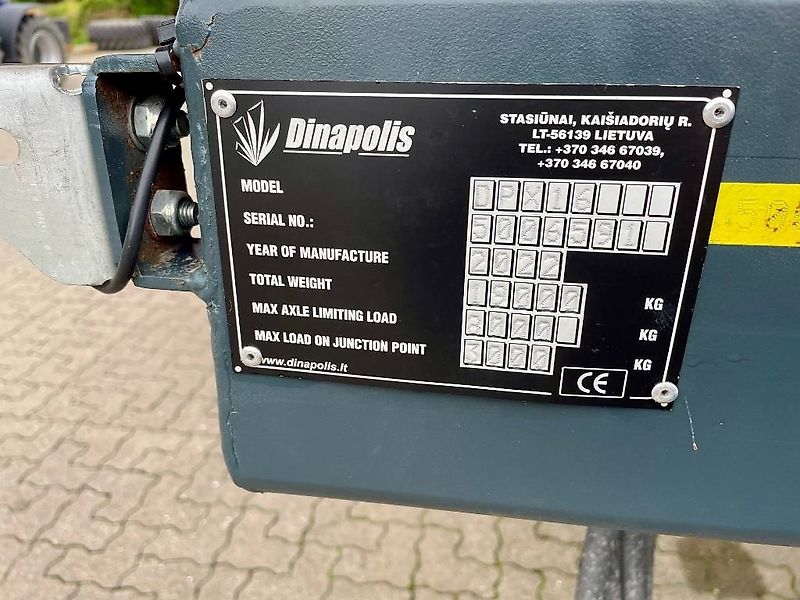 Dinapolis
STASIŪNAI, KAIŠIADORIŲ R.
LT-56139 LIETUVA
TEL.: +370 346 67039,
+370 346 67040
MODEL DPX16
SERIAL NO.:
YEAR OF MANUFACTURE
TOTAL WEIGHT KG
MAX AXLE LIMITING LOAD KG
MAX LOAD ON JUNCTION POINT KG
www.dinapolis.lt
CE